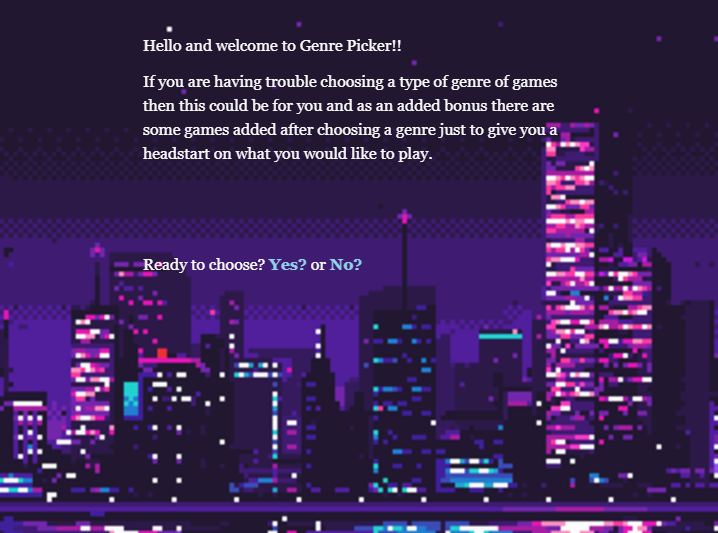 Hello and welcome to Genre Picker!!
If you are having trouble choosing a type of genre of games
then this could be for you and as an added bonus there are
some games added after choosing a genre just to give you a
headstart on what you would like to play.
Ready to choose? Yes? or No?